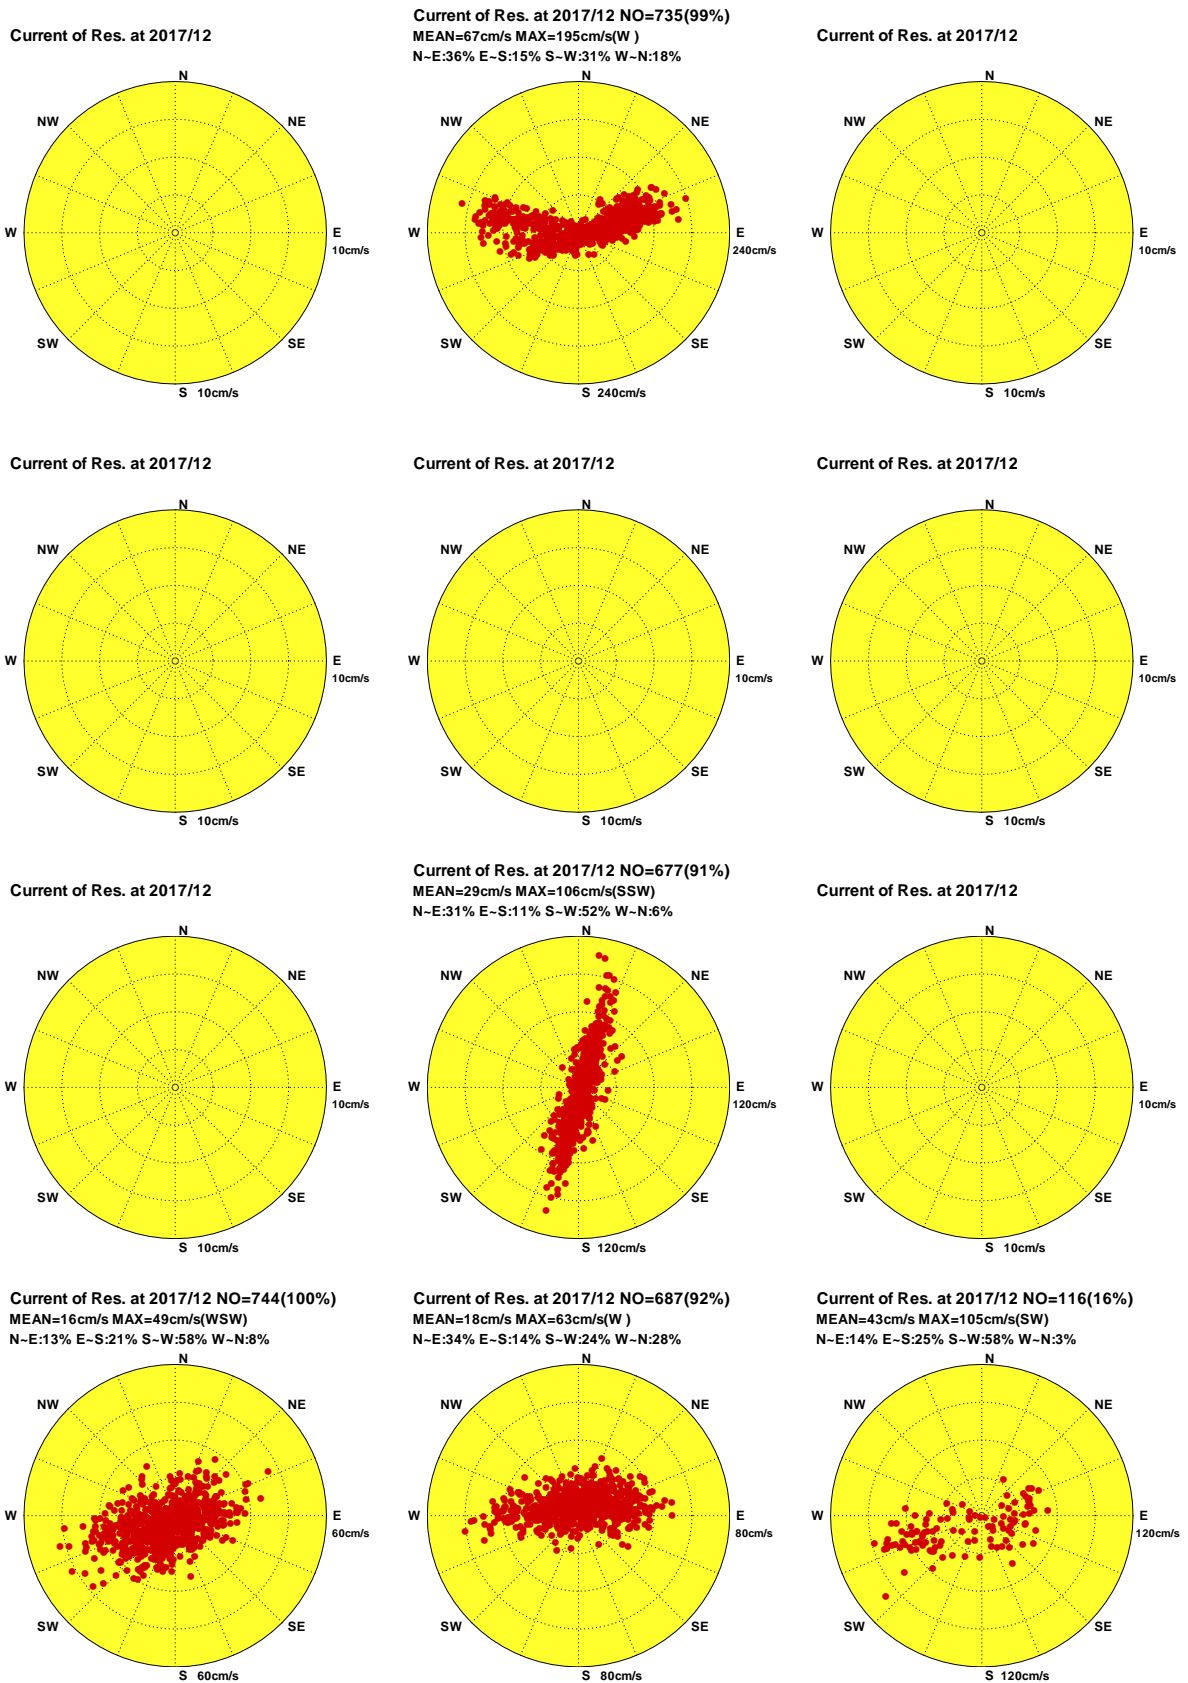 Current of Res. at 2017/12
N
NW
NE
W
E
10cm/s
SW
SE
S 10cm/s
Current of Res. at 2017/12 NO=735(99%)
MEAN=67cm/s MAX=195cm/s(W )
N~E:36% E~S:15% S~W:31% W~N:18%
N
NW
NE
W
E
240cm/s
SW
SE
S 240cm/s
Current of Res. at 2017/12
N
NW
NE
W
E
10cm/s
SW
SE
S 10cm/s
Current of Res. at 2017/12
N
NW
NE
W
E
10cm/s
SW
SE
S 10cm/s
Current of Res. at 2017/12
N
NW
NE
W
E
10cm/s
SW
SE
S 10cm/s
Current of Res. at 2017/12
N
NW
NE
W
E
10cm/s
SW
SE
S 10cm/s
Current of Res. at 2017/12
N
NW
NE
W
E
10cm/s
SW
SE
S 10cm/s
Current of Res. at 2017/12 NO=677(91%)
MEAN=29cm/s MAX=106cm/s(SSW)
N~E:31% E~S:11% S~W:52% W~N:6%
N
NW
NE
W
E
120cm/s
SW
SE
S 120cm/s
Current of Res. at 2017/12
N
NW
NE
W
E
10cm/s
SW
SE
S 10cm/s
Current of Res. at 2017/12 NO=744(100%)
MEAN=16cm/s MAX=49cm/s(WSW)
N~E:13% E~S:21% S~W:58% W~N:8%
N
NW
NE
W
E
60cm/s
SW
SE
S 60cm/s
Current of Res. at 2017/12 NO=687(92%)
MEAN=18cm/s MAX=63cm/s(W )
N~E:34% E~S:14% S~W:24% W~N:28%
N
NW
NE
W
E
80cm/s
SW
SE
S 80cm/s
Current of Res. at 2017/12 NO=116(16%)
MEAN=43cm/s MAX=105cm/s(SW)
N~E:14% E~S:25% S~W:58% W~N:3%
N
NW
NE
W
E
120cm/s
SW
SE
S 120cm/s